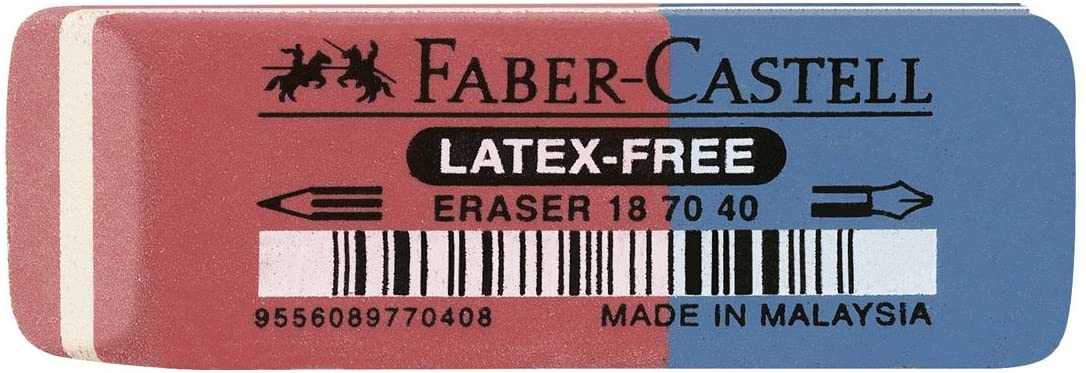 FABER-CASTELL
LATEX-FREE
ERASER 18 70 40
9556089770408 MADE IN MALAYSIA